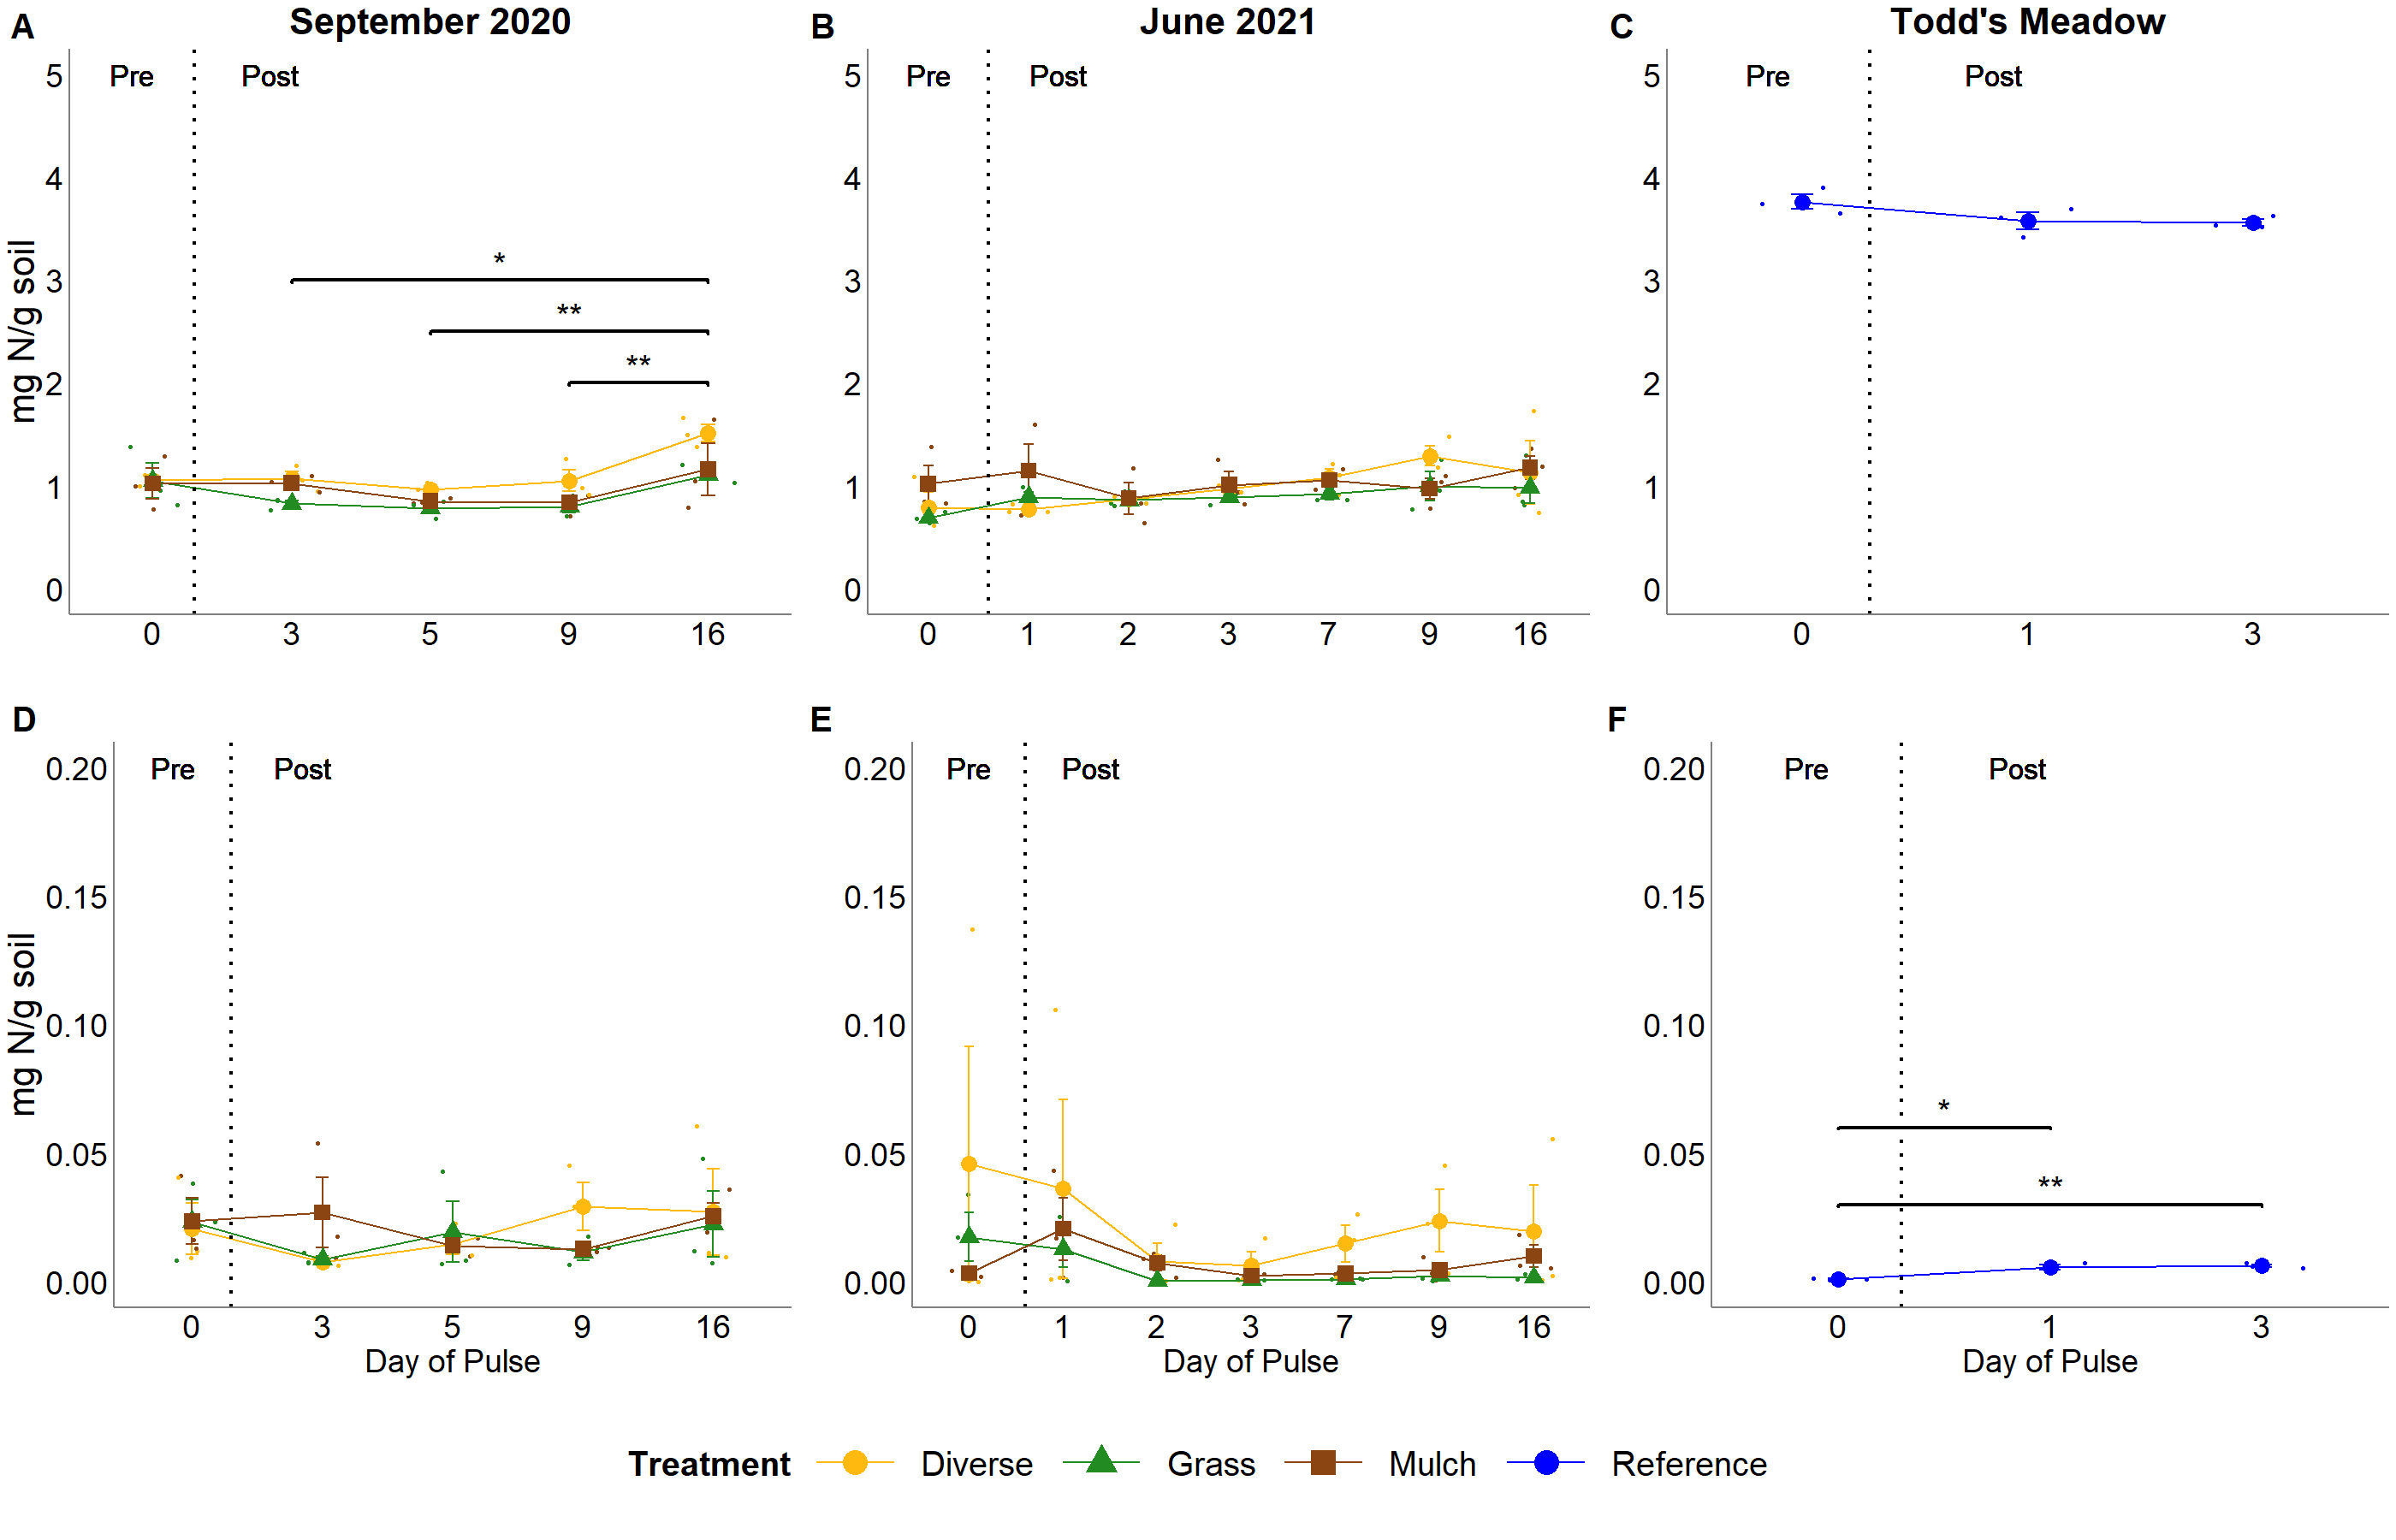 A September 2020
B June 2021
C Todd's Meadow
Pre Post
Pre Post
Pre Post
mg N/g soil
5
4
3
2
1
0
*
**
**
0 3 5 9 16
5
4
3
2
1
0
0 1 2 3 7 9 16
5
4
3
2
1
0
0 1 3
D
E
F
Pre Post
Pre Post
Pre Post
mg N/g soil
0.20
0.15
0.10
0.05
0.00
0 3 5 9 16
Day of Pulse
0.20
0.15
0.10
0.05
0.00
0 1 2 3 7 9 16
Day of Pulse
0.20
0.15
0.10
0.05
0.00
*
**
0 1 3
Day of Pulse
Treatment Diverse Grass Mulch Reference